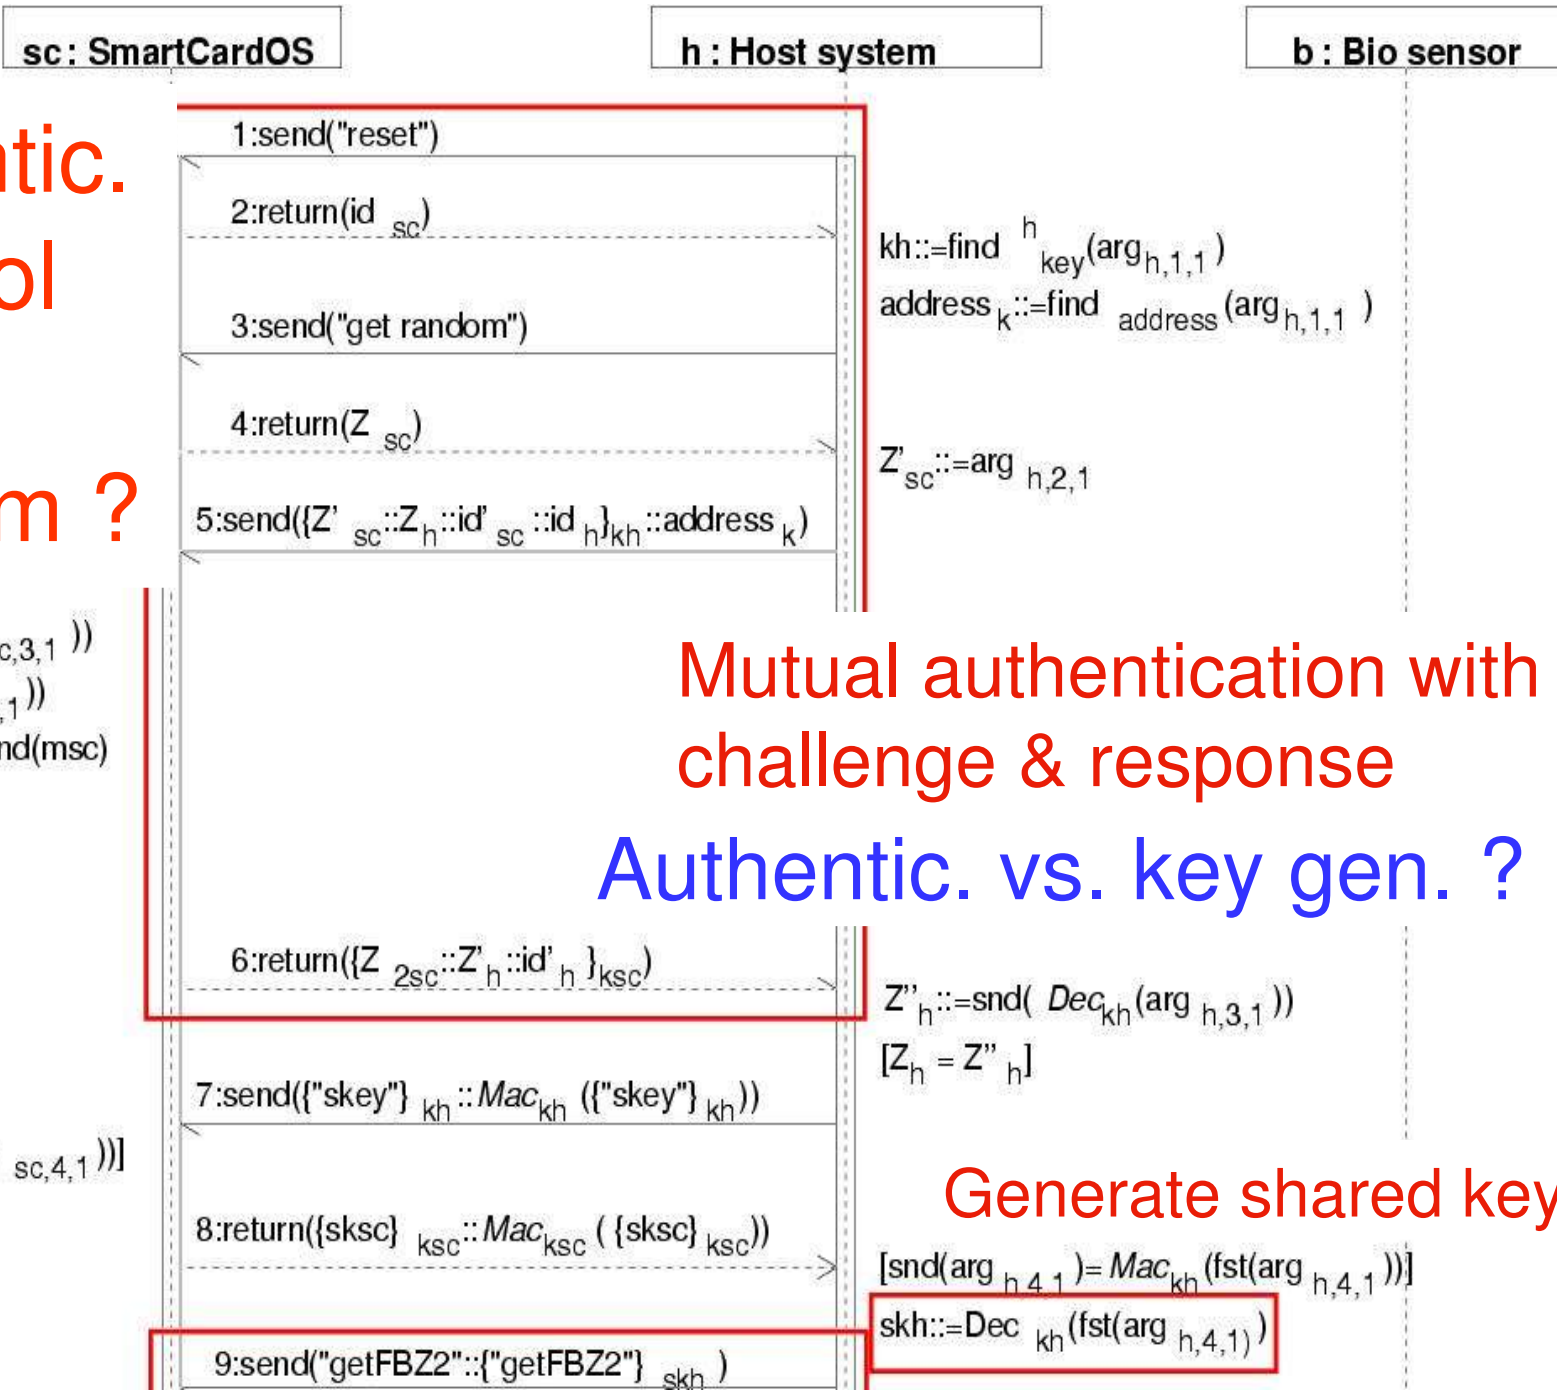 sc: SmartCardOS
h : Host system
b : Bio sensor
1:send("reset")
ntic.
2:return(id sc)
kh::=find h key(arg h,1,1 )
ol
address k::=find address(arg h,1,1 )
3:send("get random")
4:return(Z sc)
Z'sc::=arg h,2,1
m ?
5:send({Z' sc::Z h::id' sc ::id h}kh::address k)
c,3,1 ))
,1 ))
nd(msc)
Mutual authentication with
challenge & response
Authentic. vs. key gen. ?
6:return({Z 2sc::Z' h::id' h }ksc)
Z''h::=snd( Dec kh(arg h,3,1 ))
[Z h = Z'' h]
7:send({"skey"} kh::Mac kh ({"skey"} kh))
sc,4,1 ))]
Generate shared key
8:return({sksc} ksc::Mac ksc ( {sksc} ksc))
[snd(arg h,4,1 )= Mac kh (fst(arg h,4,1 ))]
skh::=Dec kh (fst(arg h,4,1) )
9:send("getFBZ2"::{"getFBZ2"} skh )